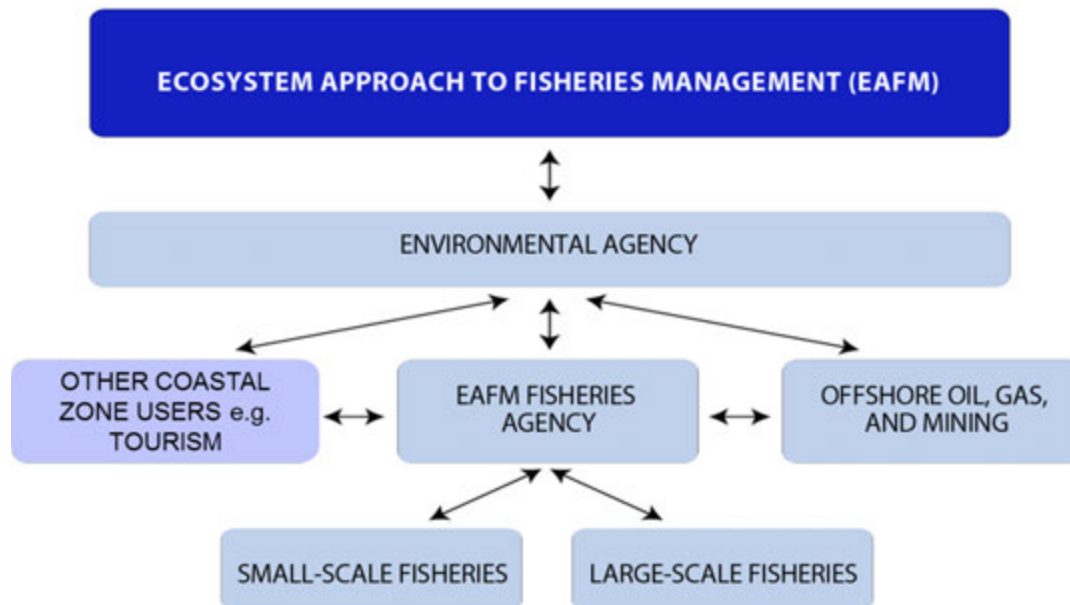 ECOSYSTEM APPROACH TO FISHERIES MANAGEMENT (EAFM)
ENVIRONMENTAL AGENCY
OTHER COASTAL
ZONE USERS e.g.
TOURISM
EAFM FISHERIES
AGENCY
OFFSHORE OIL, GAS,
AND MINING
SMALL-SCALE FISHERIES
LARGE-SCALE FISHERIES